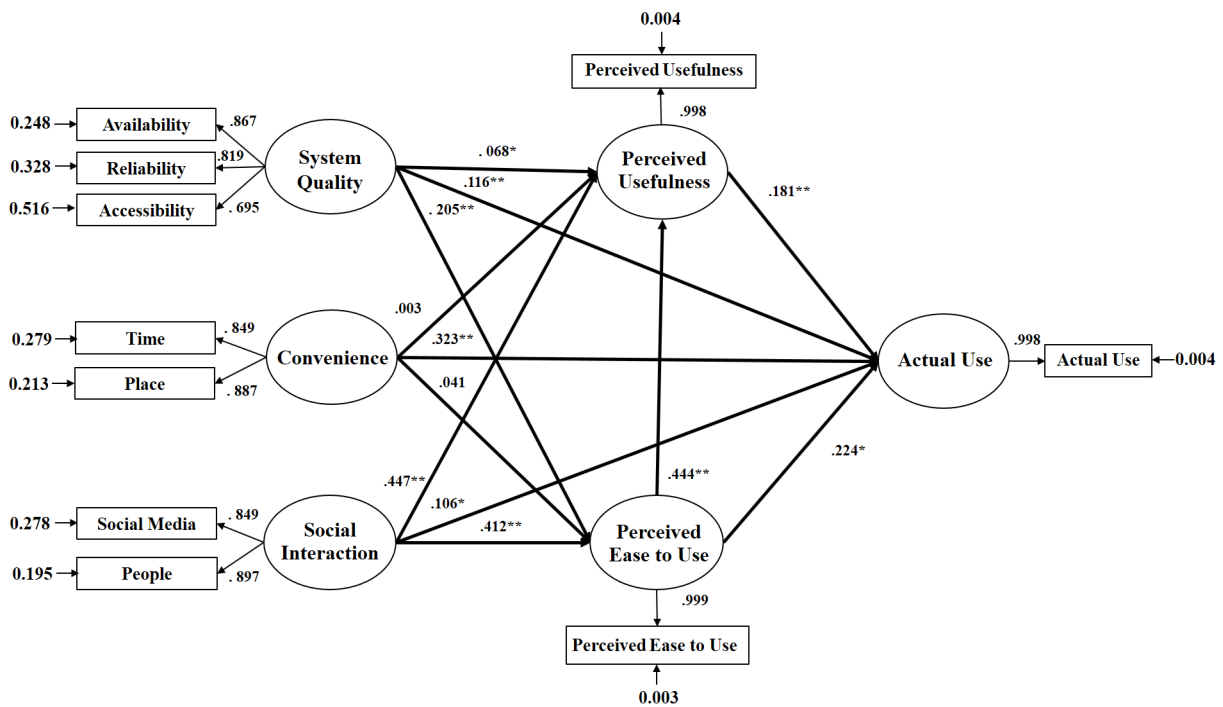 0.004
Perceived Usefulness
.998
0.248
Availability
.867
0.328
Reliability
.819
0.516
Accessibility
. 695
System
Quality
. 068*
.116**
. 205**
Perceived
Usefulness
.181**
0.279
Time
. 849
0.213
Place
. 887
Convenience
.003
.323**
.041
Actual Use
.998
Actual Use
0.004
0.278
Social Media
.849
0.195
People
. 897
Social
Interaction
.447**
.106*
.412**
.444**
.224*
Perceived
Ease to Use
.999
Perceived Ease to Use
0.003